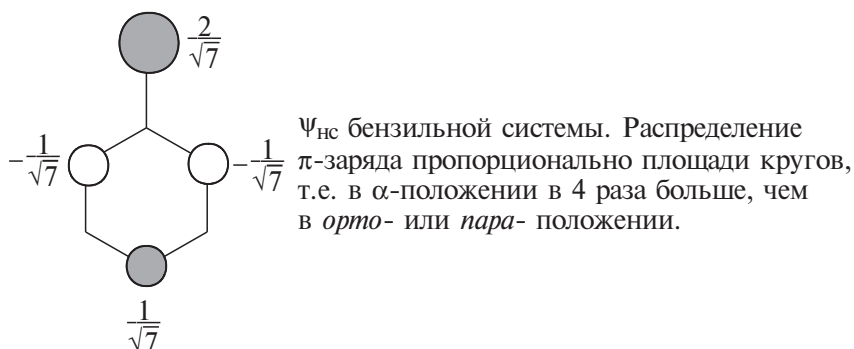 2/√7
Ψнс бензильной системы. Распределение
−1/√7
−1/√7
π-заряда пропорционально площади кругов,
т.е. в α-положении в 4 раза больше, чем
в орто- или пара- положении.
1/√7